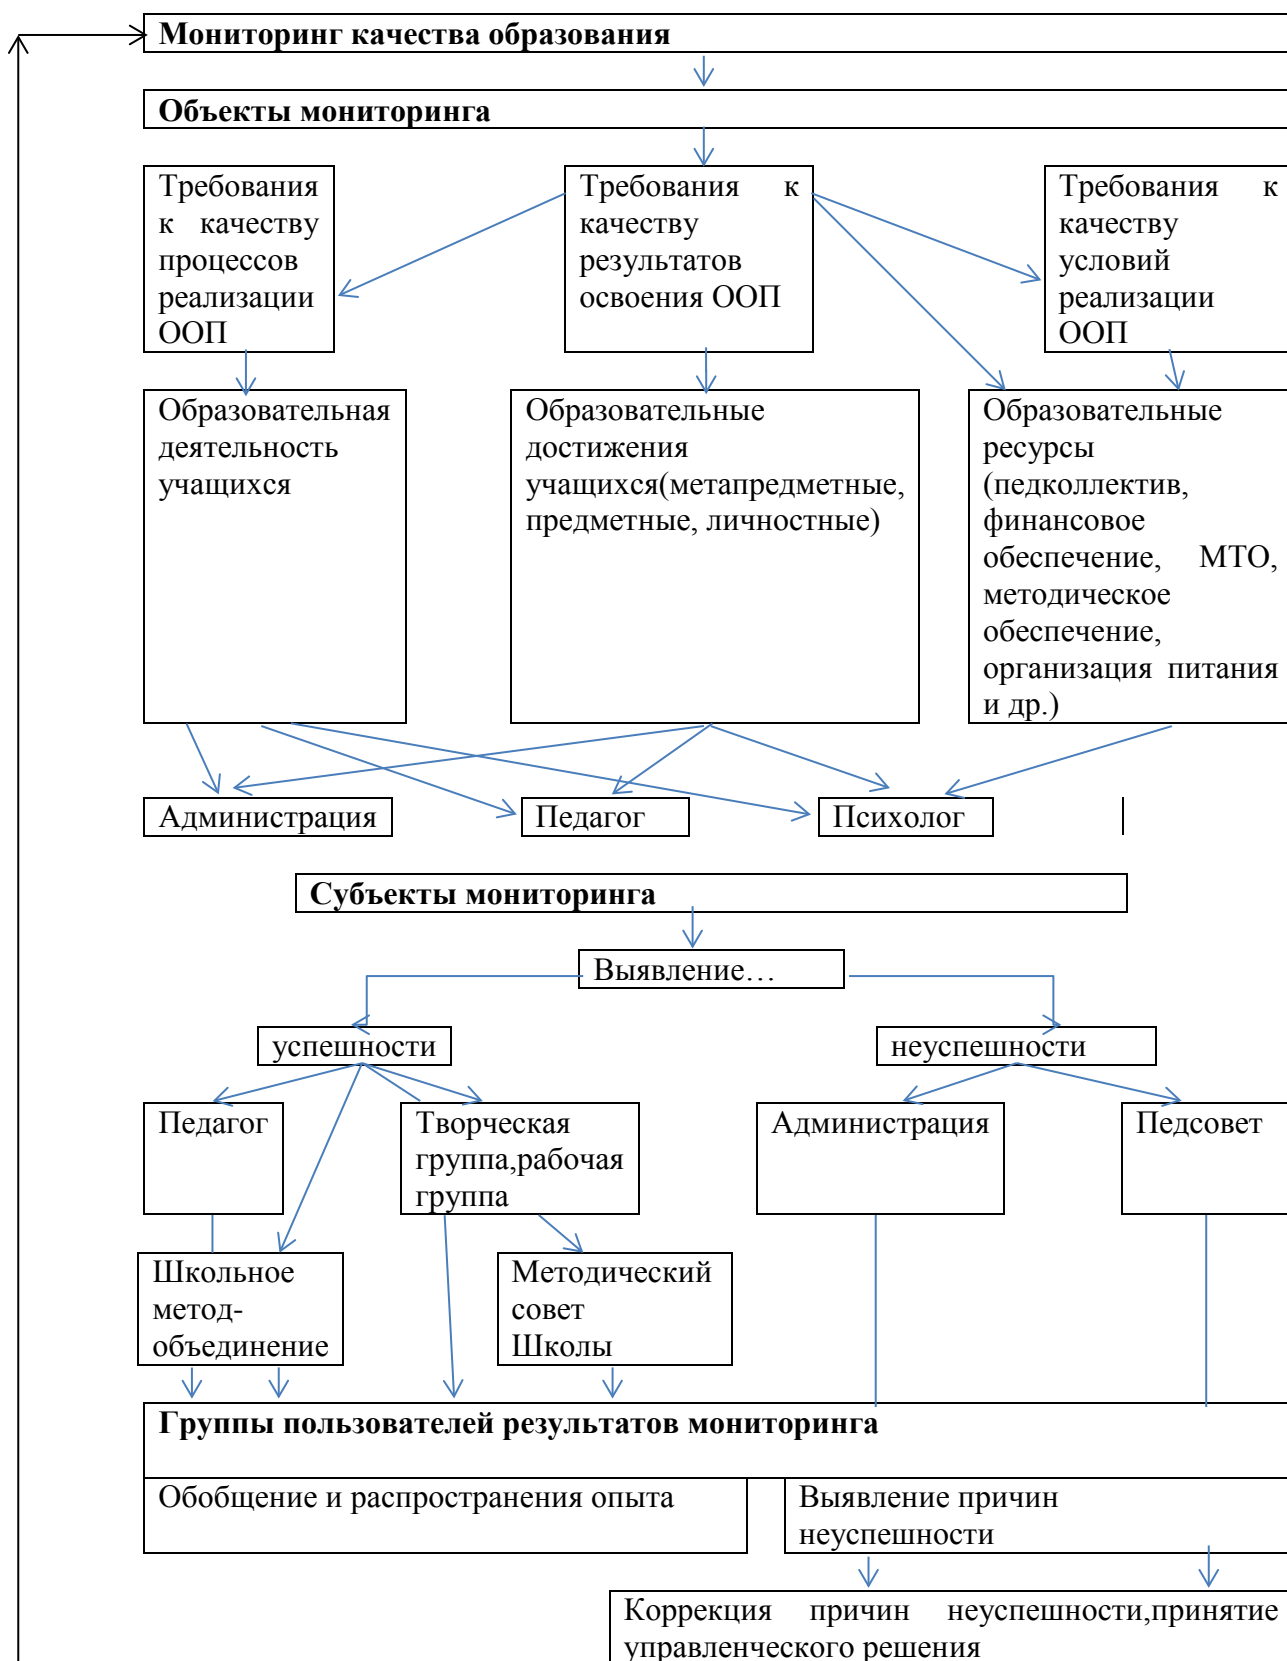 Мониторинг качества образования
Объекты мониторинга
Требования
к качеству
процессов
реализации
ООП
Требования к
качеству
результатов
освоения ООП
Требования к
качеству
условий
реализации
ООП
Образовательная
деятельность
учащихся
Образовательные
достижения
учащихся(метапредметные,
предметные, личностные)
Образовательные
ресурсы
(педколлектив,
финансовое
обеспечение, МТО,
методическое
обеспечение,
организация питания
и др.)
Администрация
Педагог
Психолог
Субъекты мониторинга
Выявление…
успешности
неуспешности
Педагог
Творческая
группа,рабочая
группа
Администрация
Педсовет
Школьное
метод-
объединение
Методический
совет
Школы
Группы пользователей результатов мониторинга
Обобщение и распространения опыта
Выявление причин
неуспешности
Коррекция причин неуспешности,принятие
управленческого решения